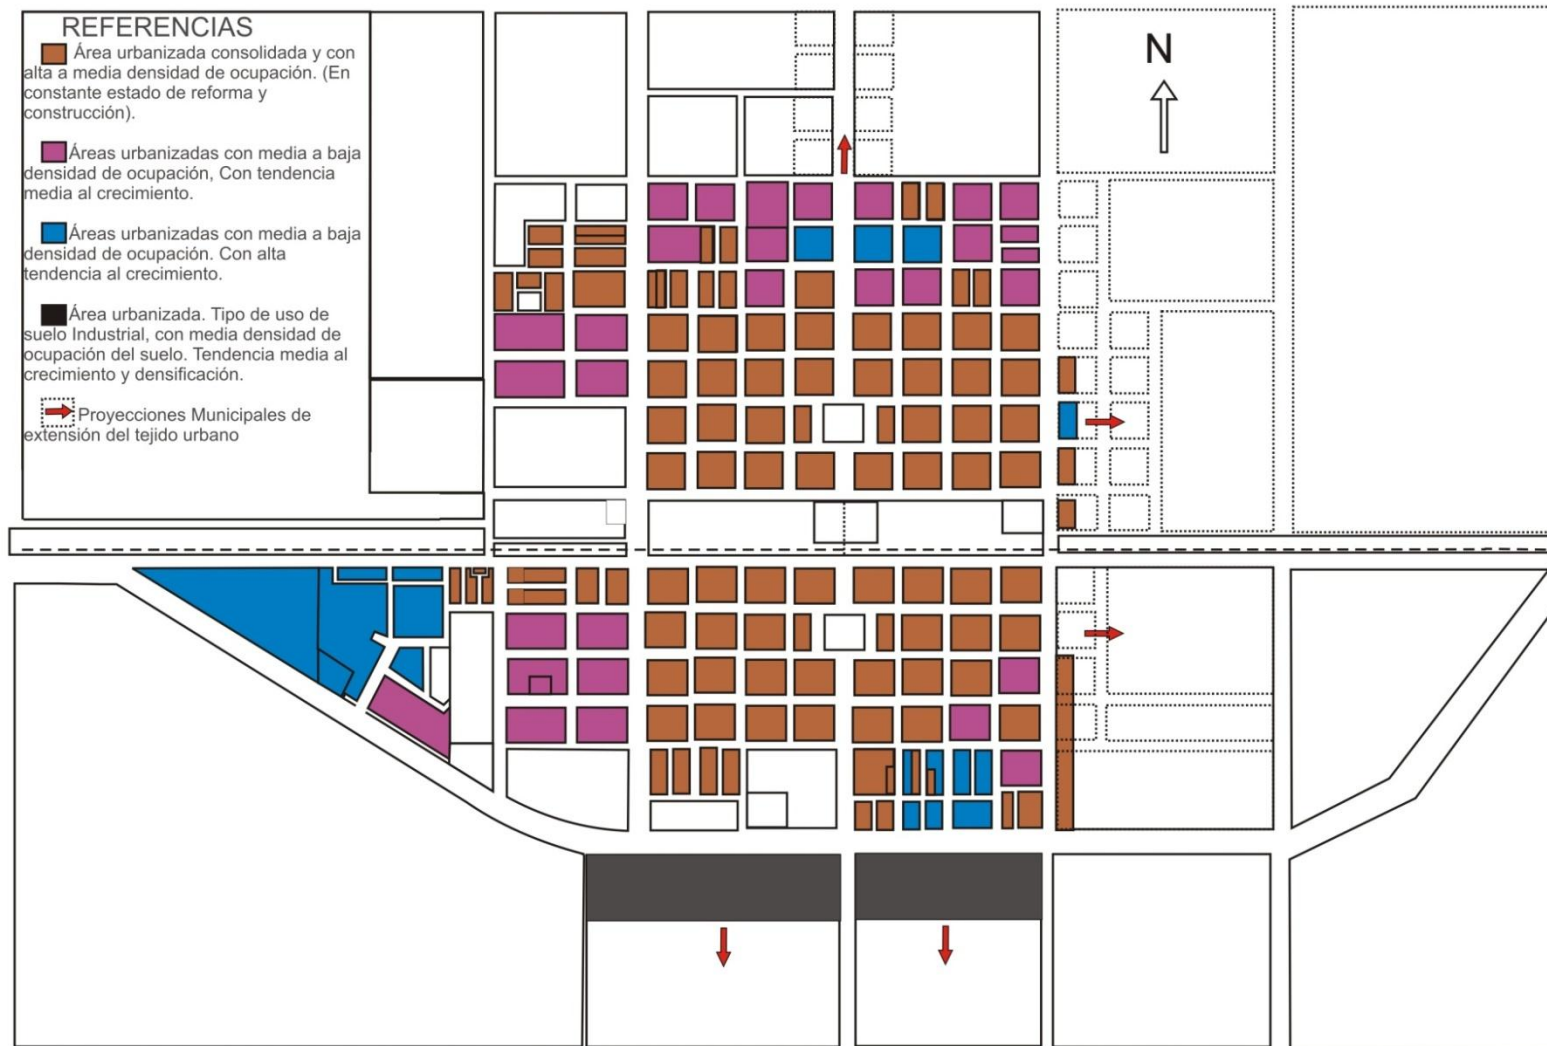 REFERENCIAS
Área urbanizada consolidada y con
alta a media densidad de ocupación. (En
constante estado de reforma y
construcción).
Áreas urbanizadas con media a baja
densidad de ocupación, Con tendencia
media al crecimiento.
Áreas urbanizadas con media a baja
densidad de ocupación. Con alta
tendencia al crecimiento.
Área urbanizada. Tipo de uso de
suelo Industrial, con media densidad de
ocupación del suelo. Tendencia media al
crecimiento y densificación.
Proyecciones Municipales de
extensión del tejido urbano
N